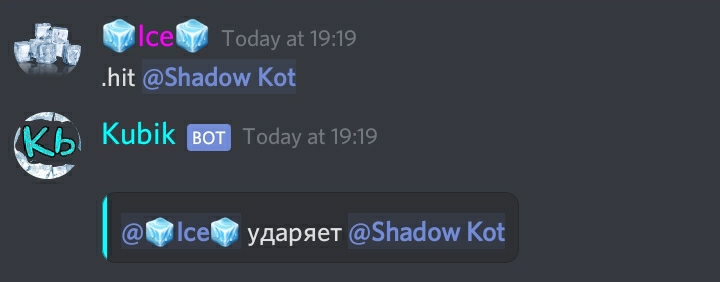 🧊Ice🧊 Today at 19:19
.hit @Shadow Kot
Kb
Kubik BOT Today at 19:19
@🧊Ice🧊 ударяет @Shadow Kot